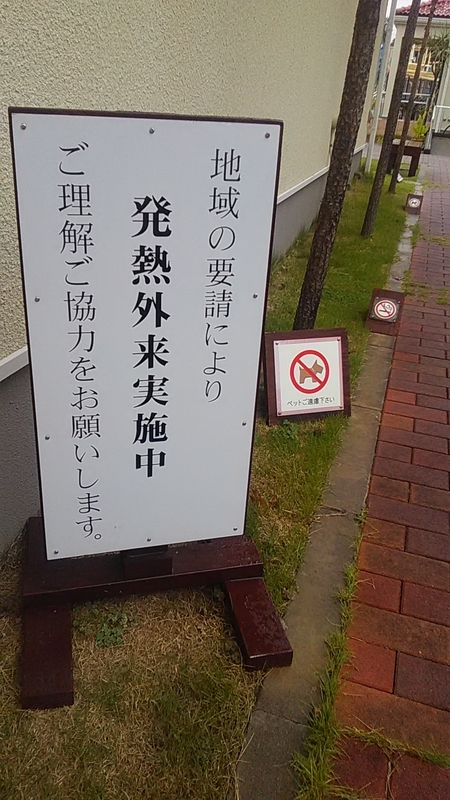 地域の要請により
発熱外来実施中
ご理解ご協力をお願いします。
ペットご遠慮下さい